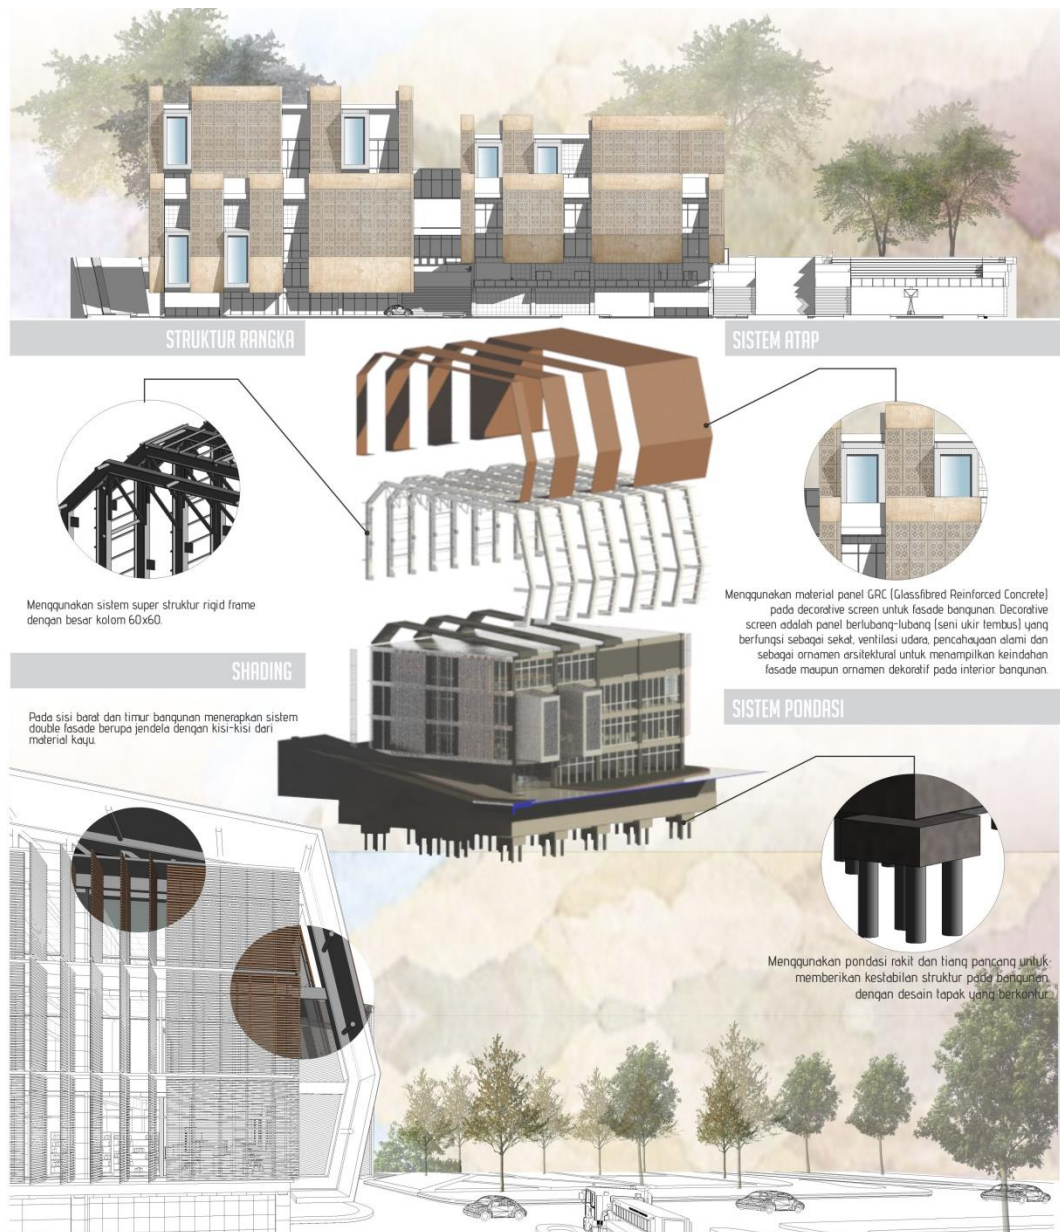 STRUKTUR RANGKA
SISTEM ATAP
Menggunakan sistem super struktur rigid frame
dengan besar kolom 60x60.
Menggunakan material panel GRC (Glassfibred Reinforced Concrete)
pada decorative screen untuk fasade bangunan. Decorative
screen adalah panel berlubang-lubang (seni ukir tembus) yang
berfungsi sebagai sekat, ventilasi udara, pencahayaan alami dan
sebagai ornamen arsitektural untuk menampilkan keindahan
fasade maupun ornamen dekoratif pada interior bangunan.
SHADING
Pada sisi barat dan timur bangunan menerapkan sistem
double fasade berupa jendela dengan kisi-kisi dari
material kayu.
SISTEM PONDASI
Menggunakan pondasi rakit dan tiang pancang untuk
memberikan kestabilan struktur pada bangunan
dengan desain tapak yang berkontur